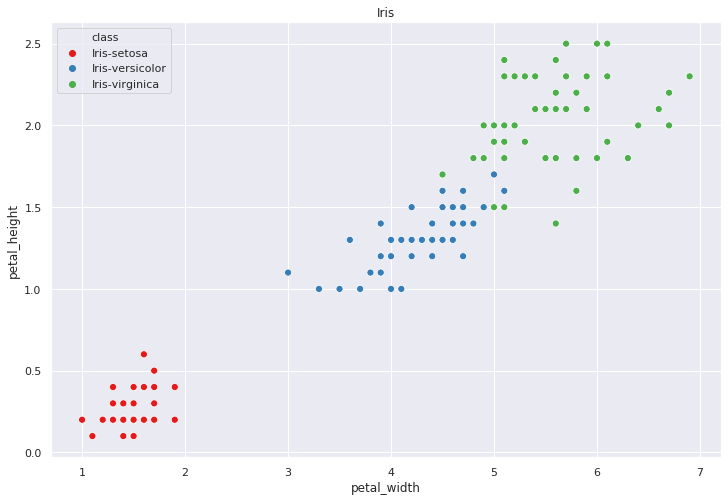 Iris
class
Iris-setosa
Iris-versicolor
Iris-virginica
2.5
2.0
1.5
1.0
0.5
0.0
petal_height
1 2 3 4 5 6 7
petal_width